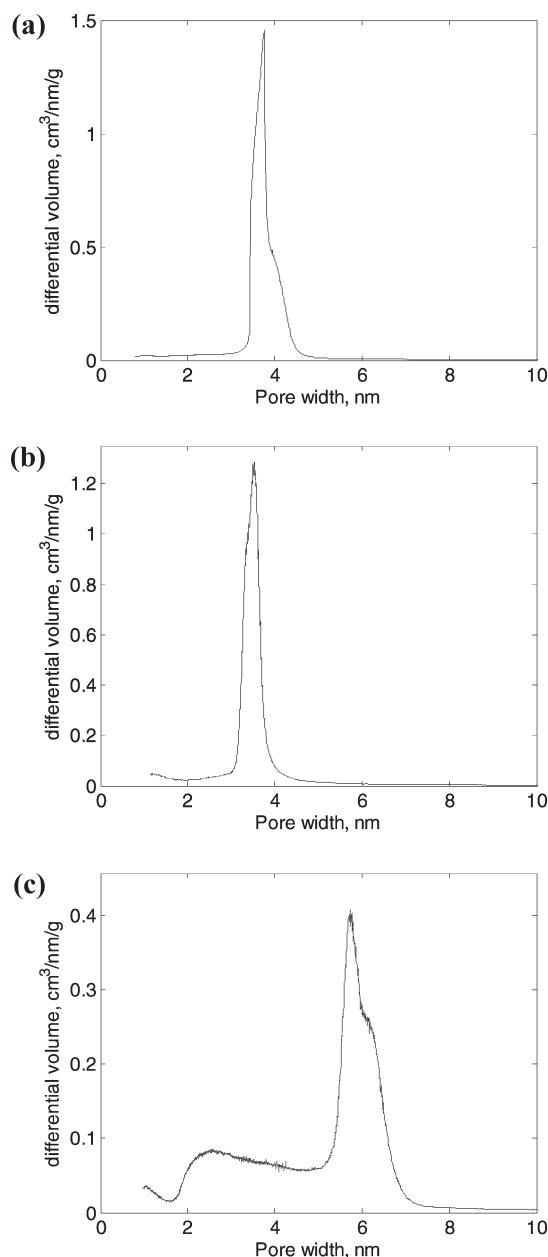 (a)
1.5
1
0.5
0
0 2 4 6 8 10
Pore width, nm
differential volume, cm³/nm/g
(b)
1.2
1
0.8
0.6
0.4
0.2
0
0 2 4 6 8 10
Pore width, nm
differential volume, cm³/nm/g
(c)
0.4
0.3
0.2
0.1
0
0 2 4 6 8 10
Pore width, nm
differential volume, cm³/nm/g